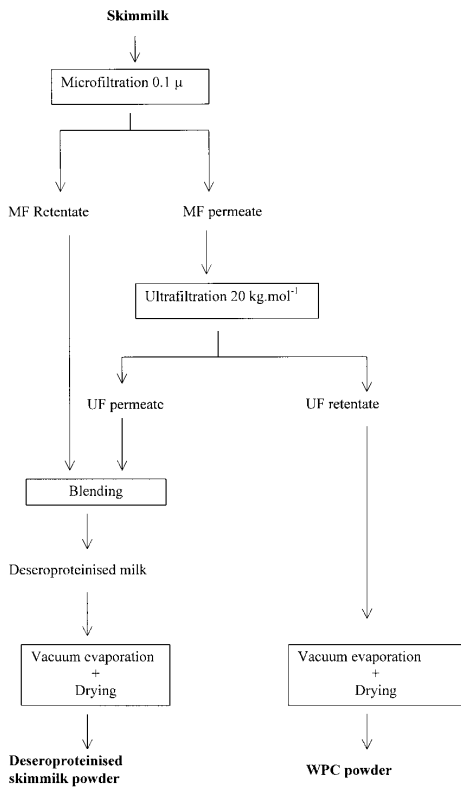 Skimmilk
Microfiltration 0.1 μ
MF Retentate
MF permeate
Ultrafiltration 20 kg.mol⁻¹
UF permeate
UF retentate
Blending
Deseroproteinised milk
Vacuum evaporation
+
Drying
Vacuum evaporation
+
Drying
Deseroproteinised
skimmilk powder
WPC powder